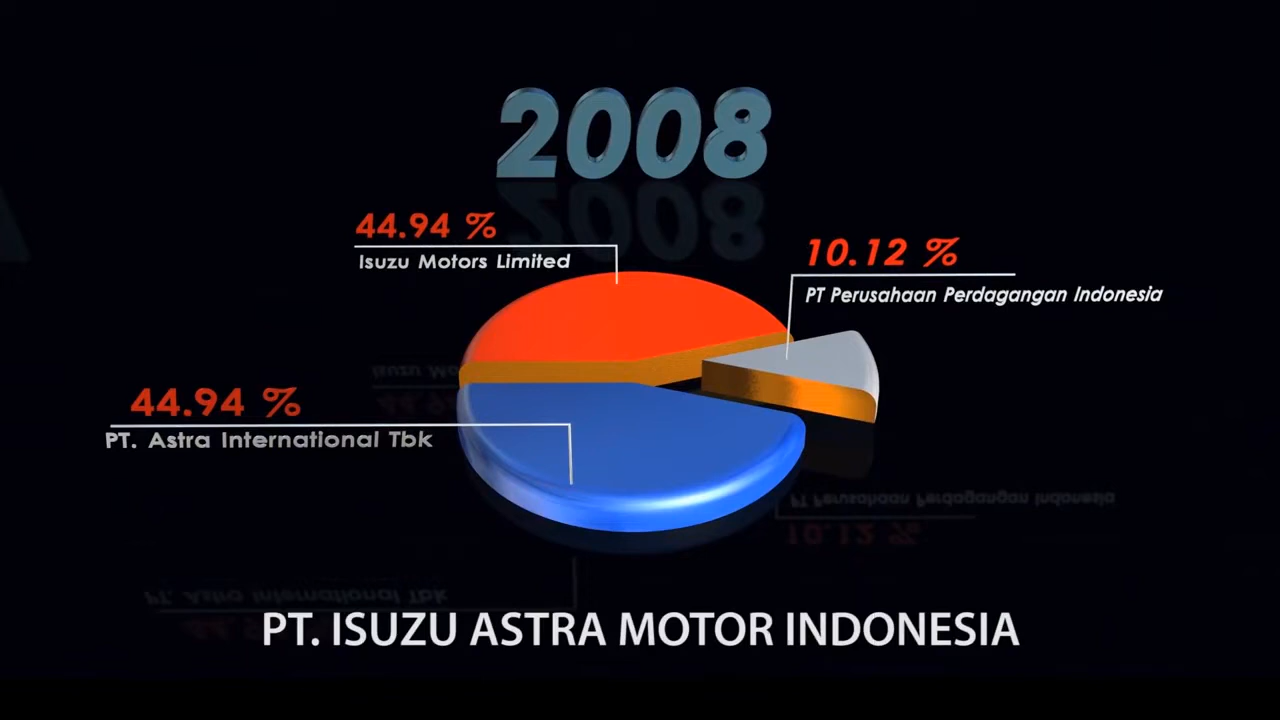 2008
44.94 %
Isuzu Motors Limited
10.12 %
PT Perusahaan Perdagangan Indonesia
44.94 %
PT. Astra International Tbk
PT. ISUZU ASTRA MOTOR INDONESIA